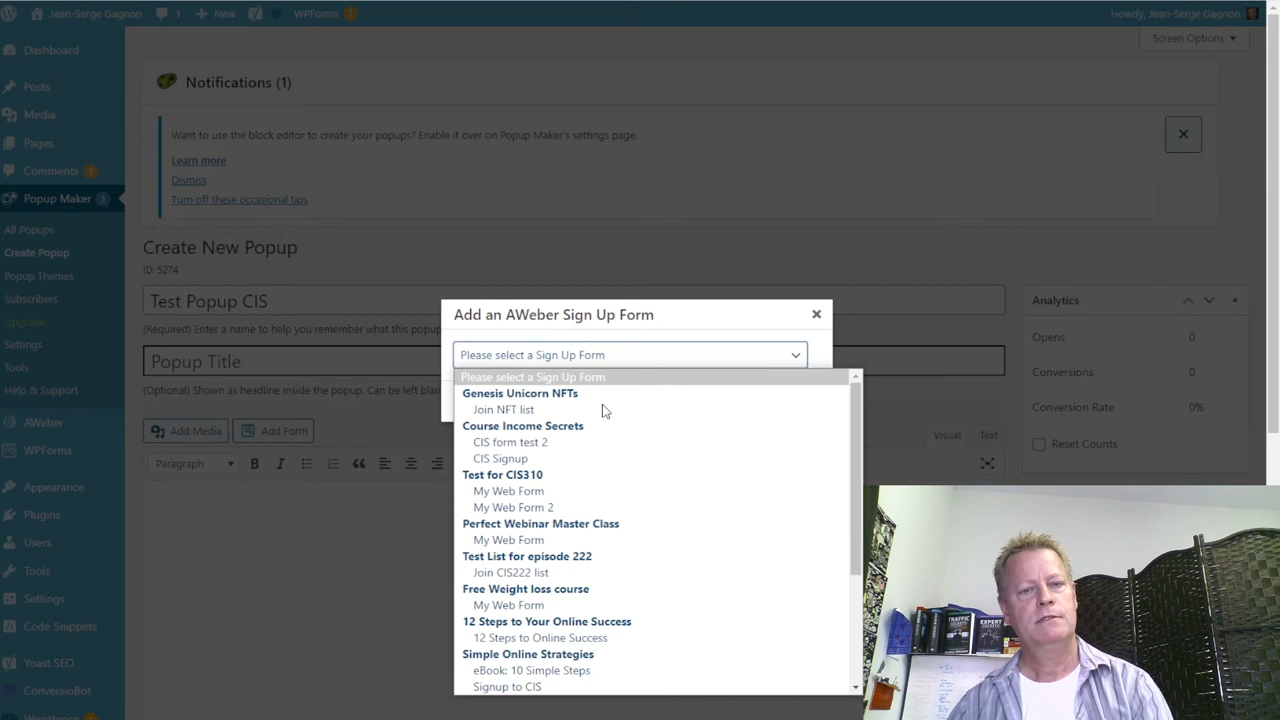 Jean-Serge Gagnon
1
New
WPForms
Howdy, Jean-Serge Gagnon
Screen Options
Dashboard
Posts
Media
Pages
Comments
Popup Maker 1
All Popups
Create Popup
Popup Themes
Subscribers
Upgrade
Settings
Tools
Help & Support
AWeber
WPForms
Appearance
Plugins
Users
Tools
Settings
Code Snippets
Yoast SEO
ConversioBot
Notifications (1)
Want to use the block editor to create your popups? Enable it over on Popup Maker's settings page.
Learn more
Dismiss
Turn off these occasional tips
Create New Popup
ID: 5274
Test Popup CIS
(Required) Enter a name to help you remember what this popup
Popup Title
(Optional) Shown as headline inside the popup. Can be left
Add Media
Add Form
Visual
Text
Paragraph
B
I
Add an AWeber Sign Up Form
Please select a Sign Up Form
Please select a Sign Up Form
Genesis Unicorn NFTs
Join NFT list
Course Income Secrets
CIS form test 2
CIS Signup
Test for CIS310
My Web Form
My Web Form 2
Perfect Webinar Master Class
My Web Form
Test List for episode 222
Join CIS222 list
Free Weight loss course
My Web Form
12 Steps to Your Online Success
12 Steps to Online Success
Simple Online Strategies
eBook: 10 Simple Steps
Signup to CIS
Analytics
Opens 0
Conversions 0
Conversion Rate 0%
Reset Counts
TRAFFIC
SECRETS
EXPERT
SECRETS